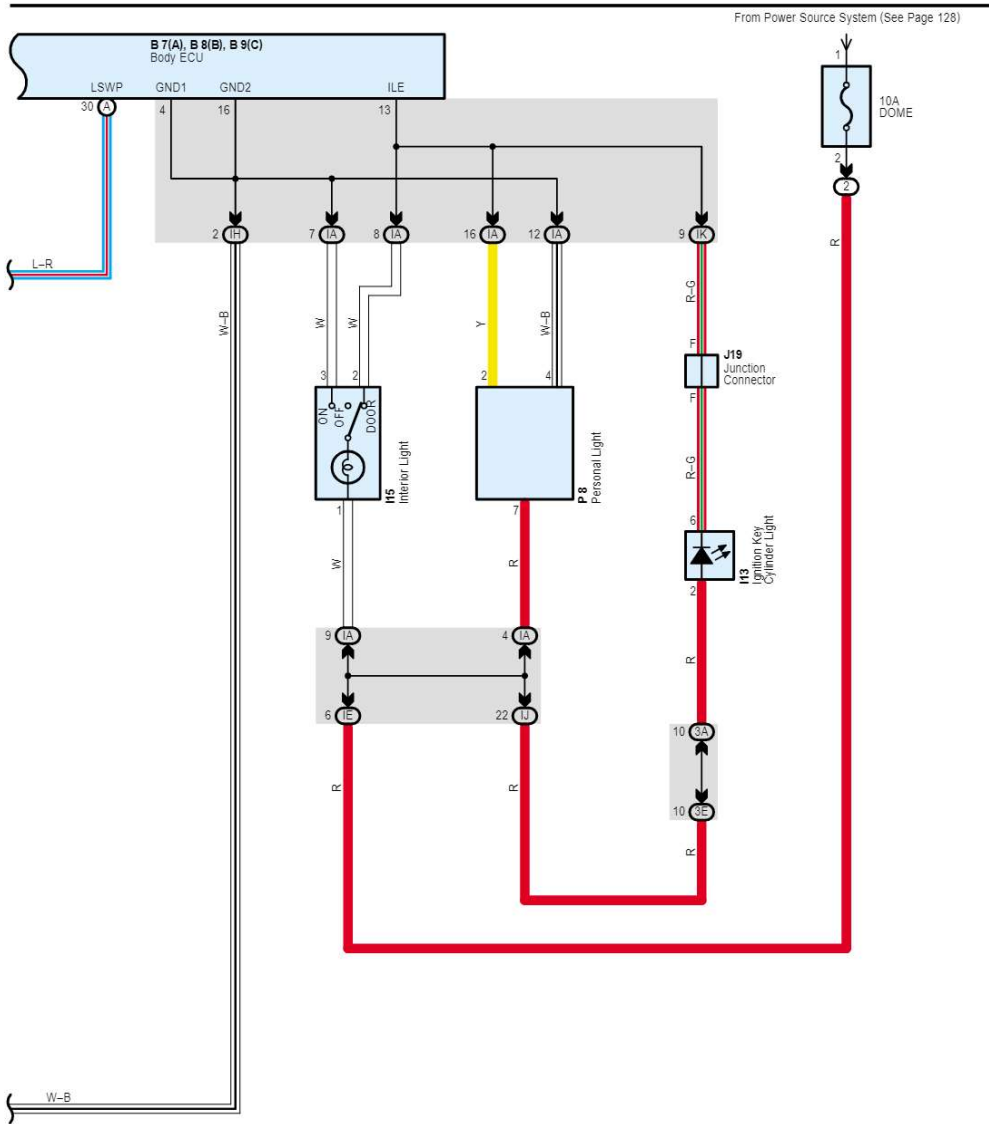 From Power Source System (See Page 128)
B 7(A), B 8(B), B 9(C)
Body ECU
LSWP
GND1
GND2
ILE
30
A
4
16
13
1
10A
DOME
2
2
2
IH
7
IA
8
IA
16
IA
12
IA
9
IK
L–R
W–B
W
W
Y
W–B
R–G
R
F
J19
Junction
Connector
F
3
2
2
4
ON
OFF
DOOR
I15
Interior Light
P 8
Personal Light
R–G
1
7
6
I13
Ignition Key
Cylinder Light
2
W
R
R
9
IA
4
IA
6
IE
22
IJ
10
3A
10
3E
R
R
R
W–B